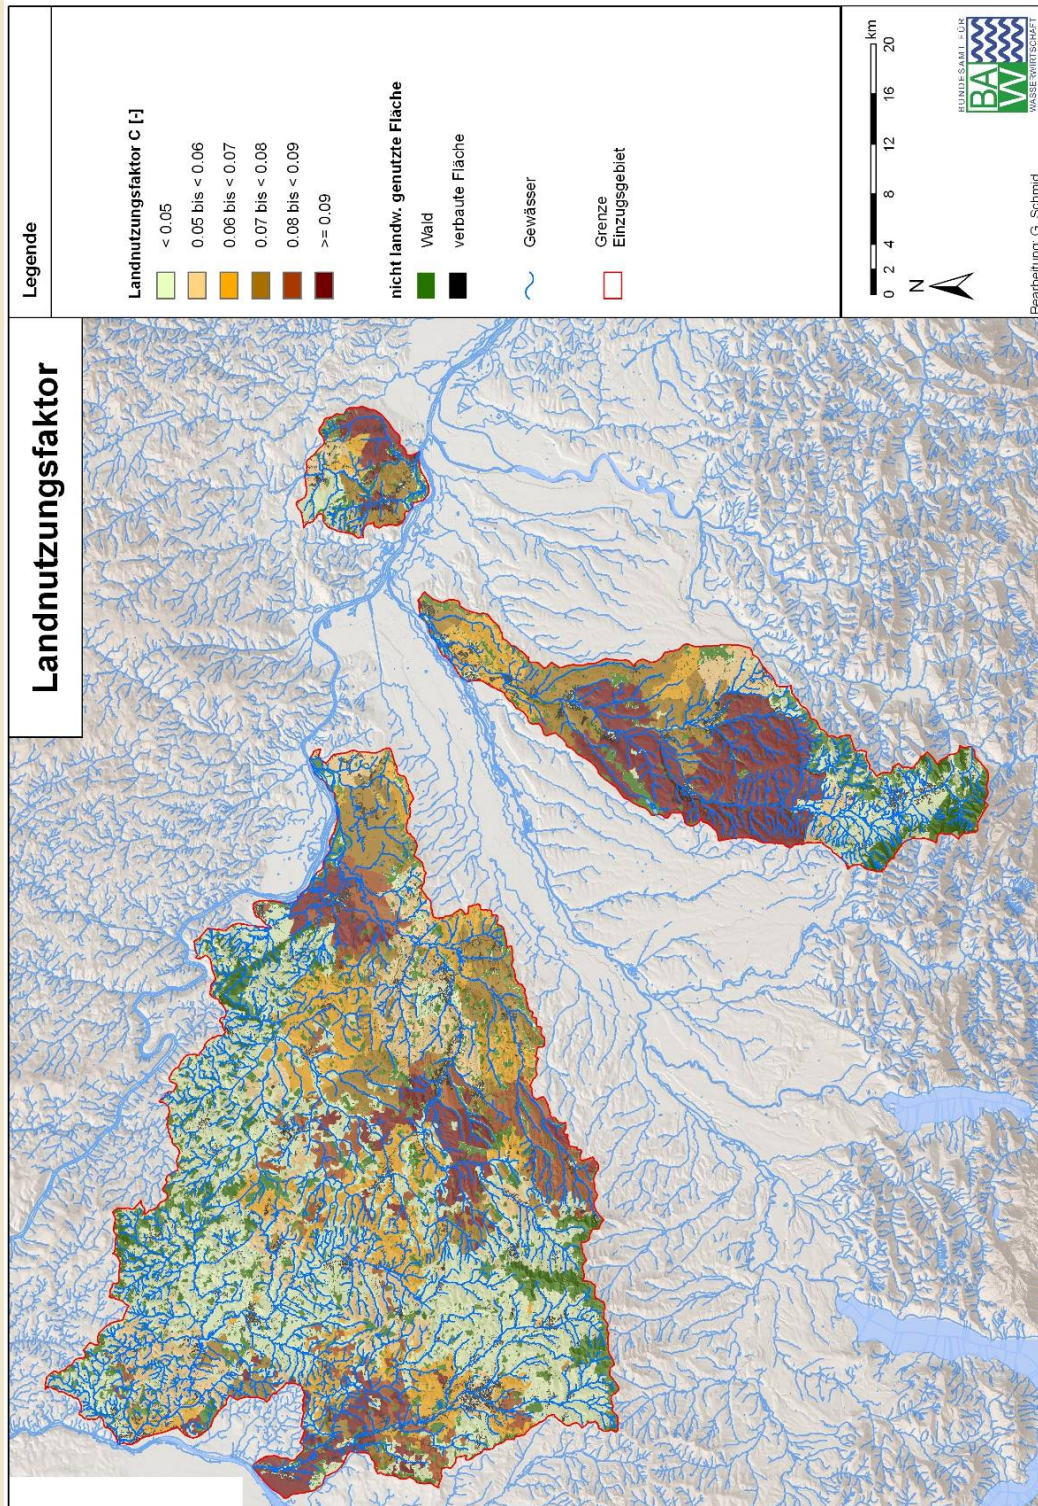 Landnutzungsfaktor
Legende
Landnutzungsfaktor C [-]
< 0.05
0.05 bis < 0.06
0.06 bis < 0.07
0.07 bis < 0.08
0.08 bis < 0.09
>= 0.09
nicht landw. genutzte Fläche
Wald
verbaute Fläche
Gewässer
Grenze
Einzugsgebiet
km
0 2 4 8 12 16 20
N
BUNDESAMT FÜR
BAW
WASSERWIRTSCHAFT
Bearbeitung: G. Schmid